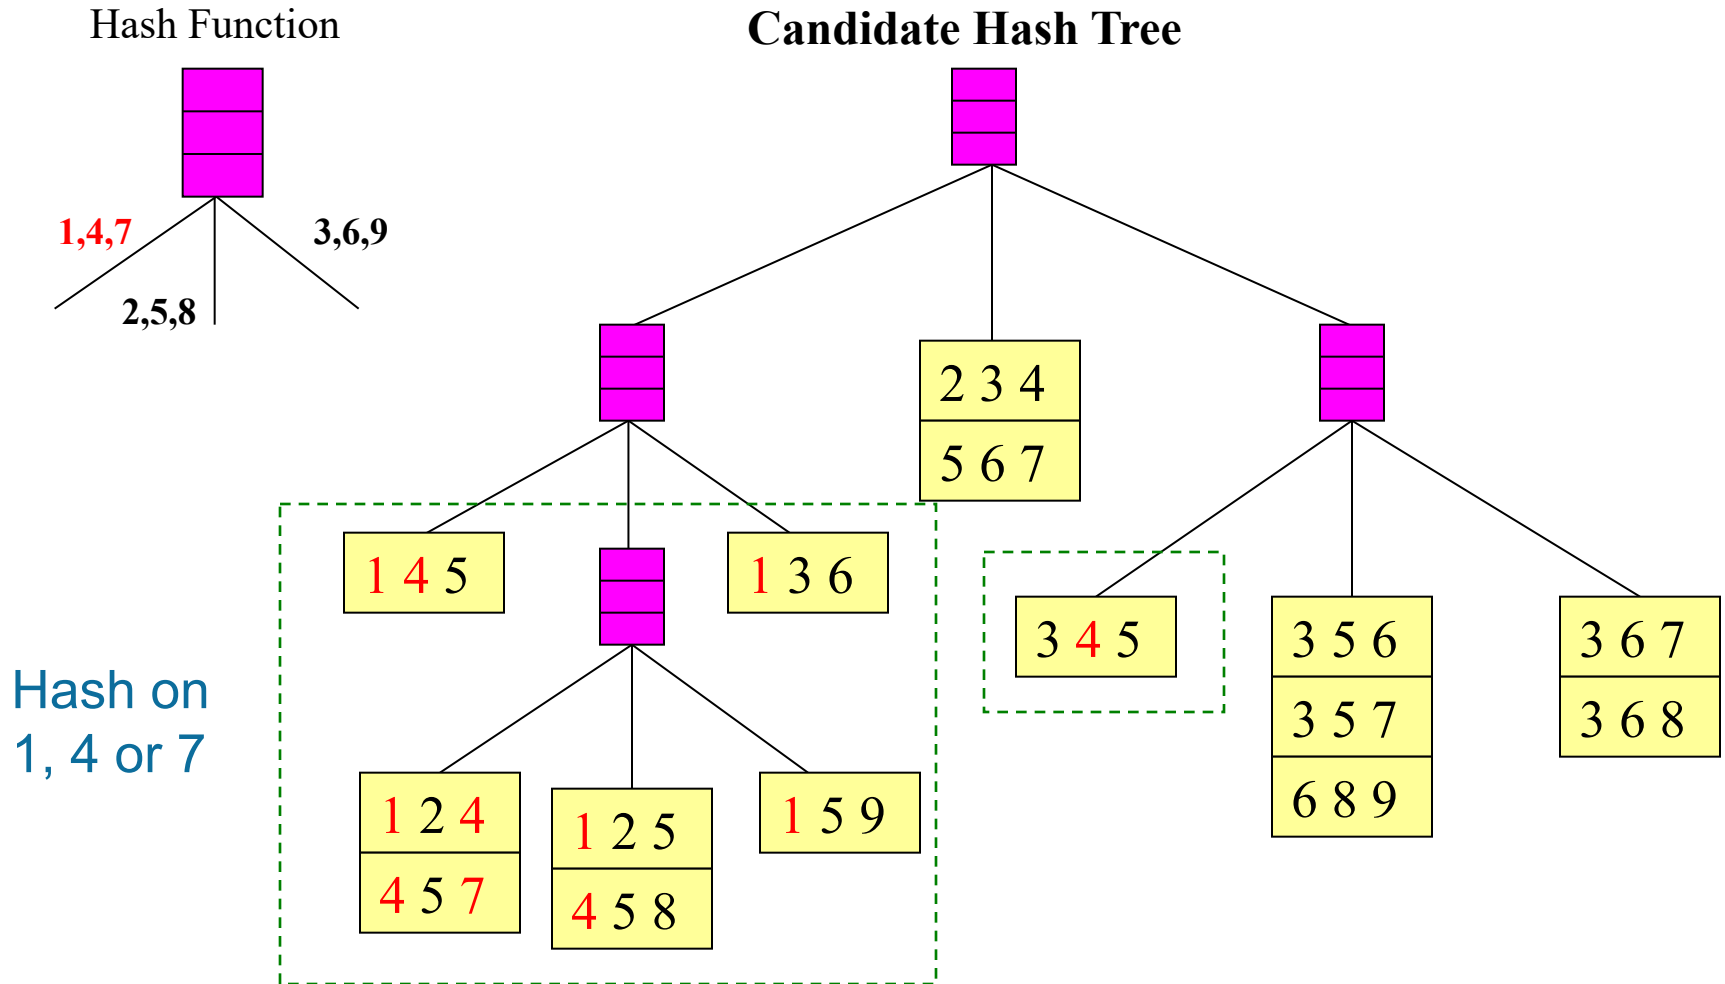 Hash Function
Candidate Hash Tree
1,4,7
3,6,9
2,5,8
2 3 4
5 6 7
1 4 5
1 3 6
3 4 5
3 5 6
3 5 7
6 8 9
3 6 7
3 6 8
Hash on
1, 4 or 7
1 2 4
4 5 7
1 2 5
4 5 8
1 5 9